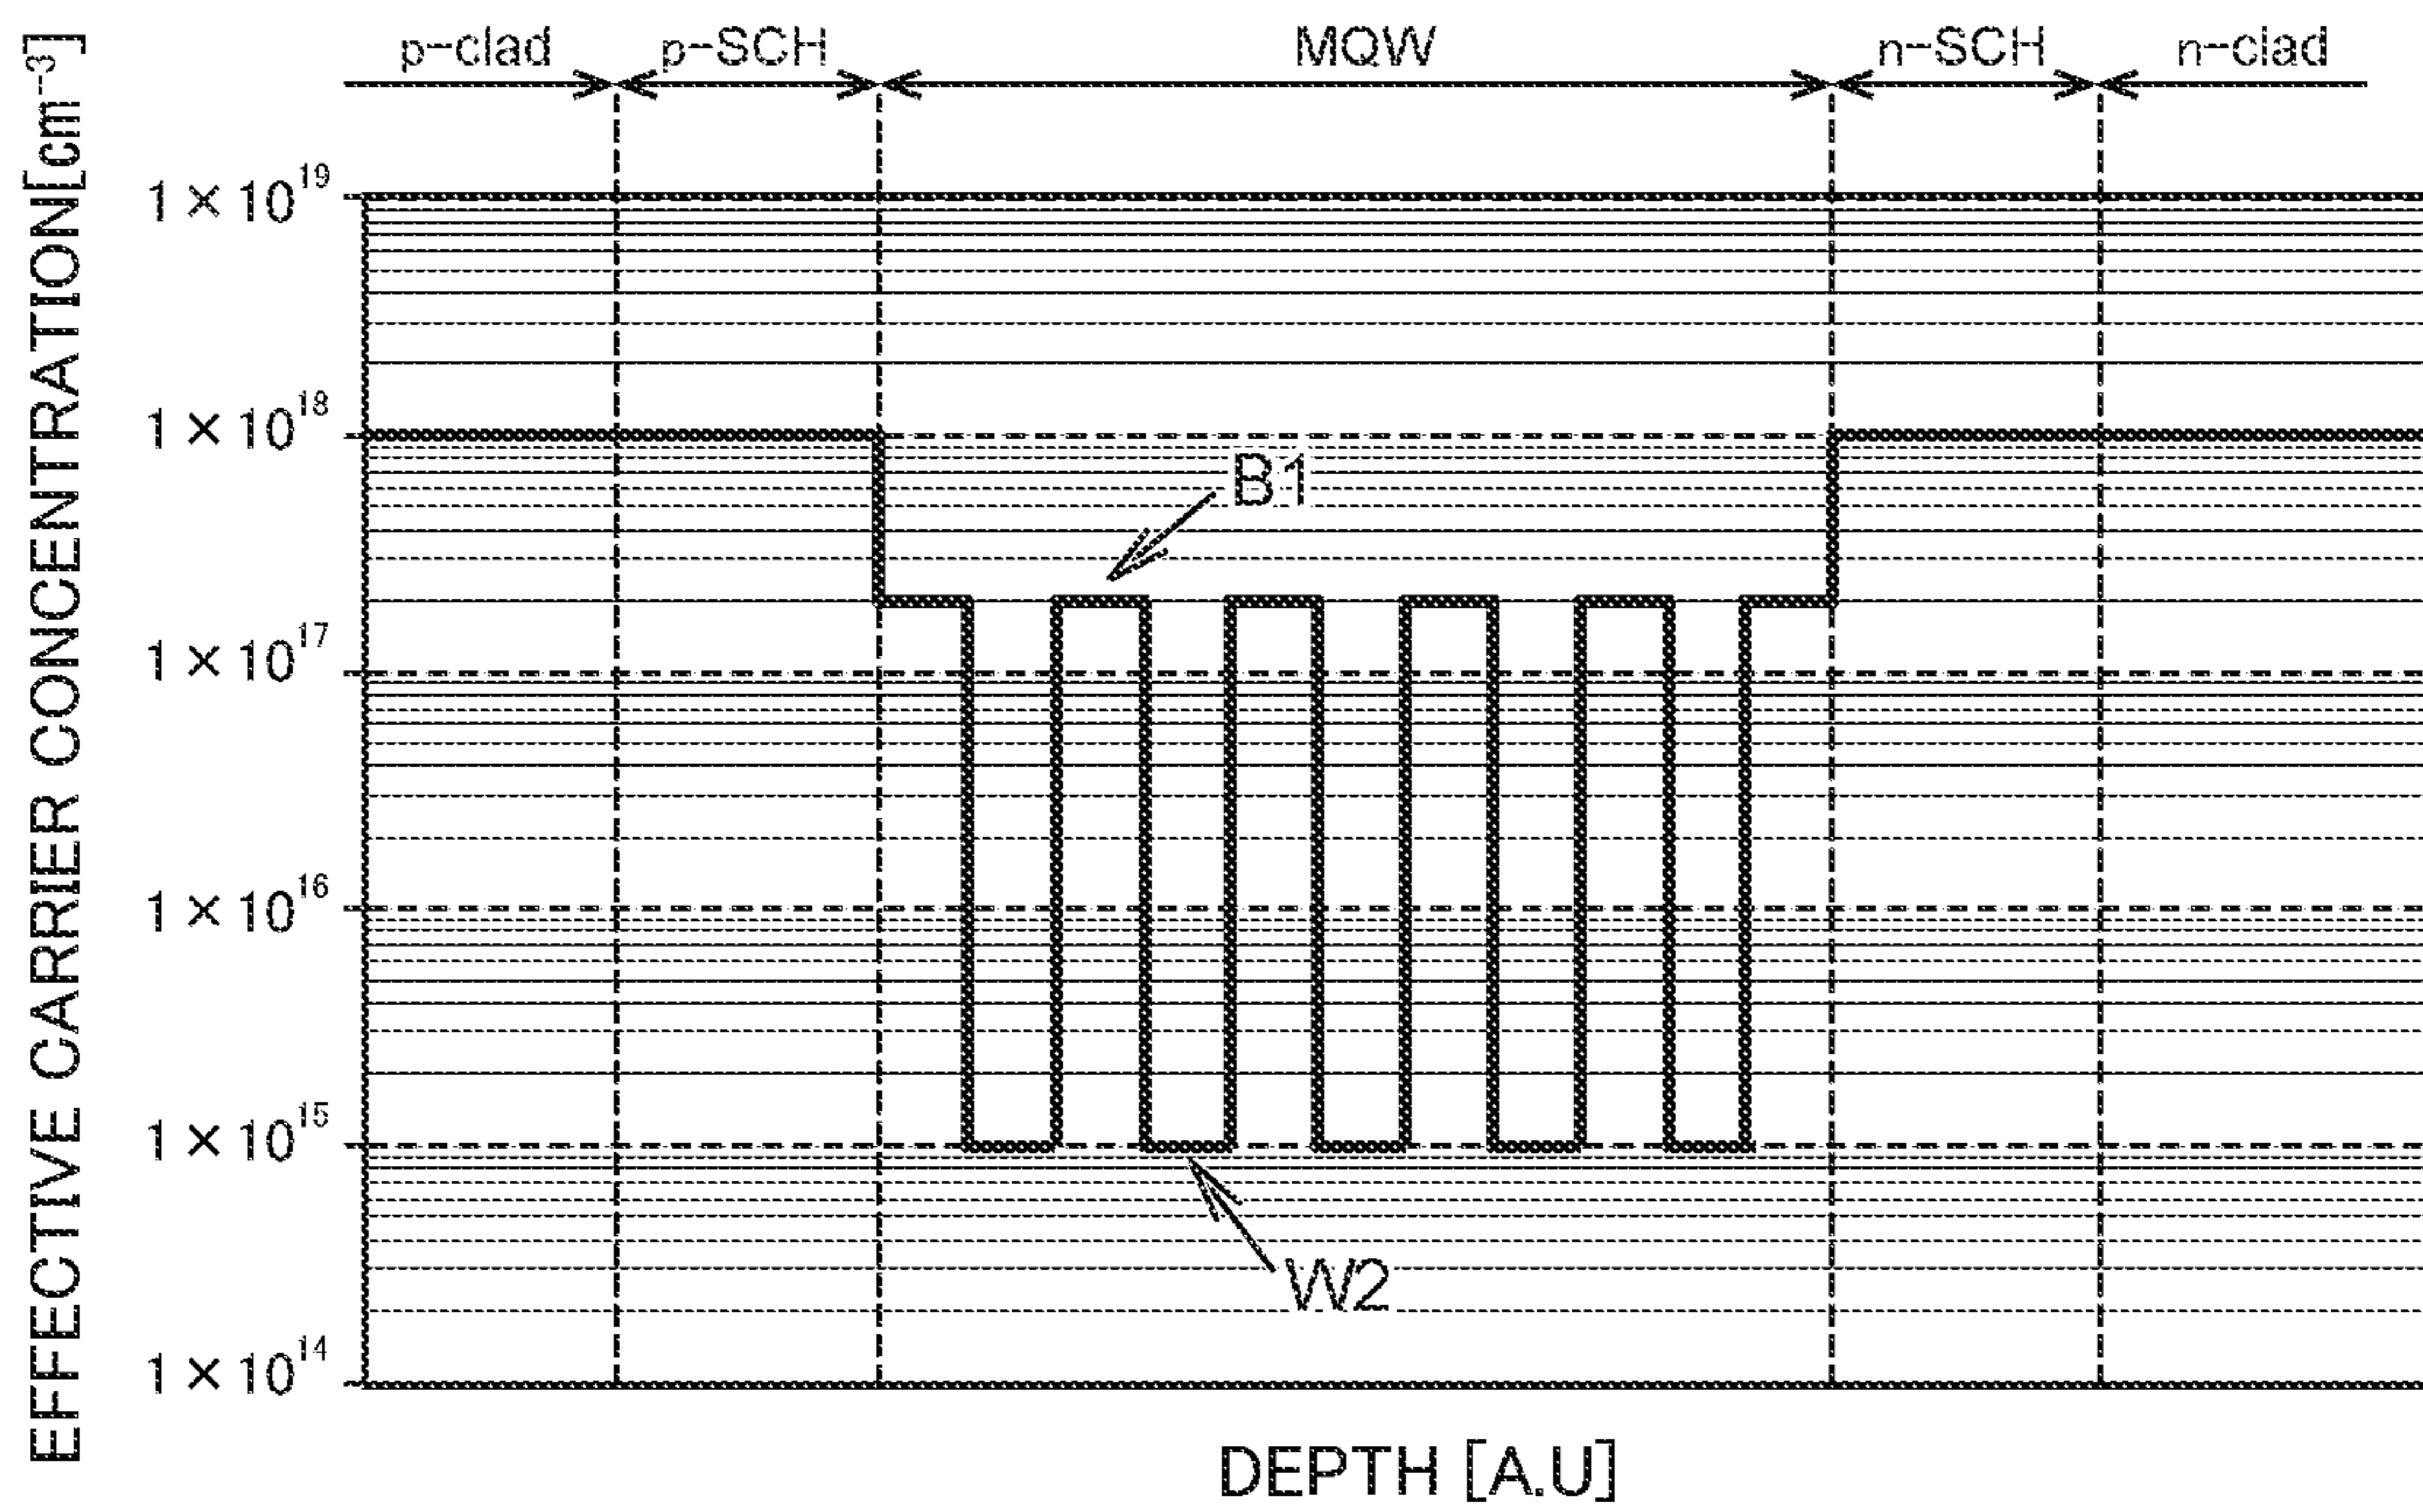 p-clad p-SCH MQW n-SCH n-clad
EFFECTIVE CARRIER CONCENTRATION[cm⁻³]
1×10¹⁹
1×10¹⁸
B1
1×10¹⁷
1×10¹⁶
1×10¹⁵
W2
1×10¹⁴
DEPTH [A.U]